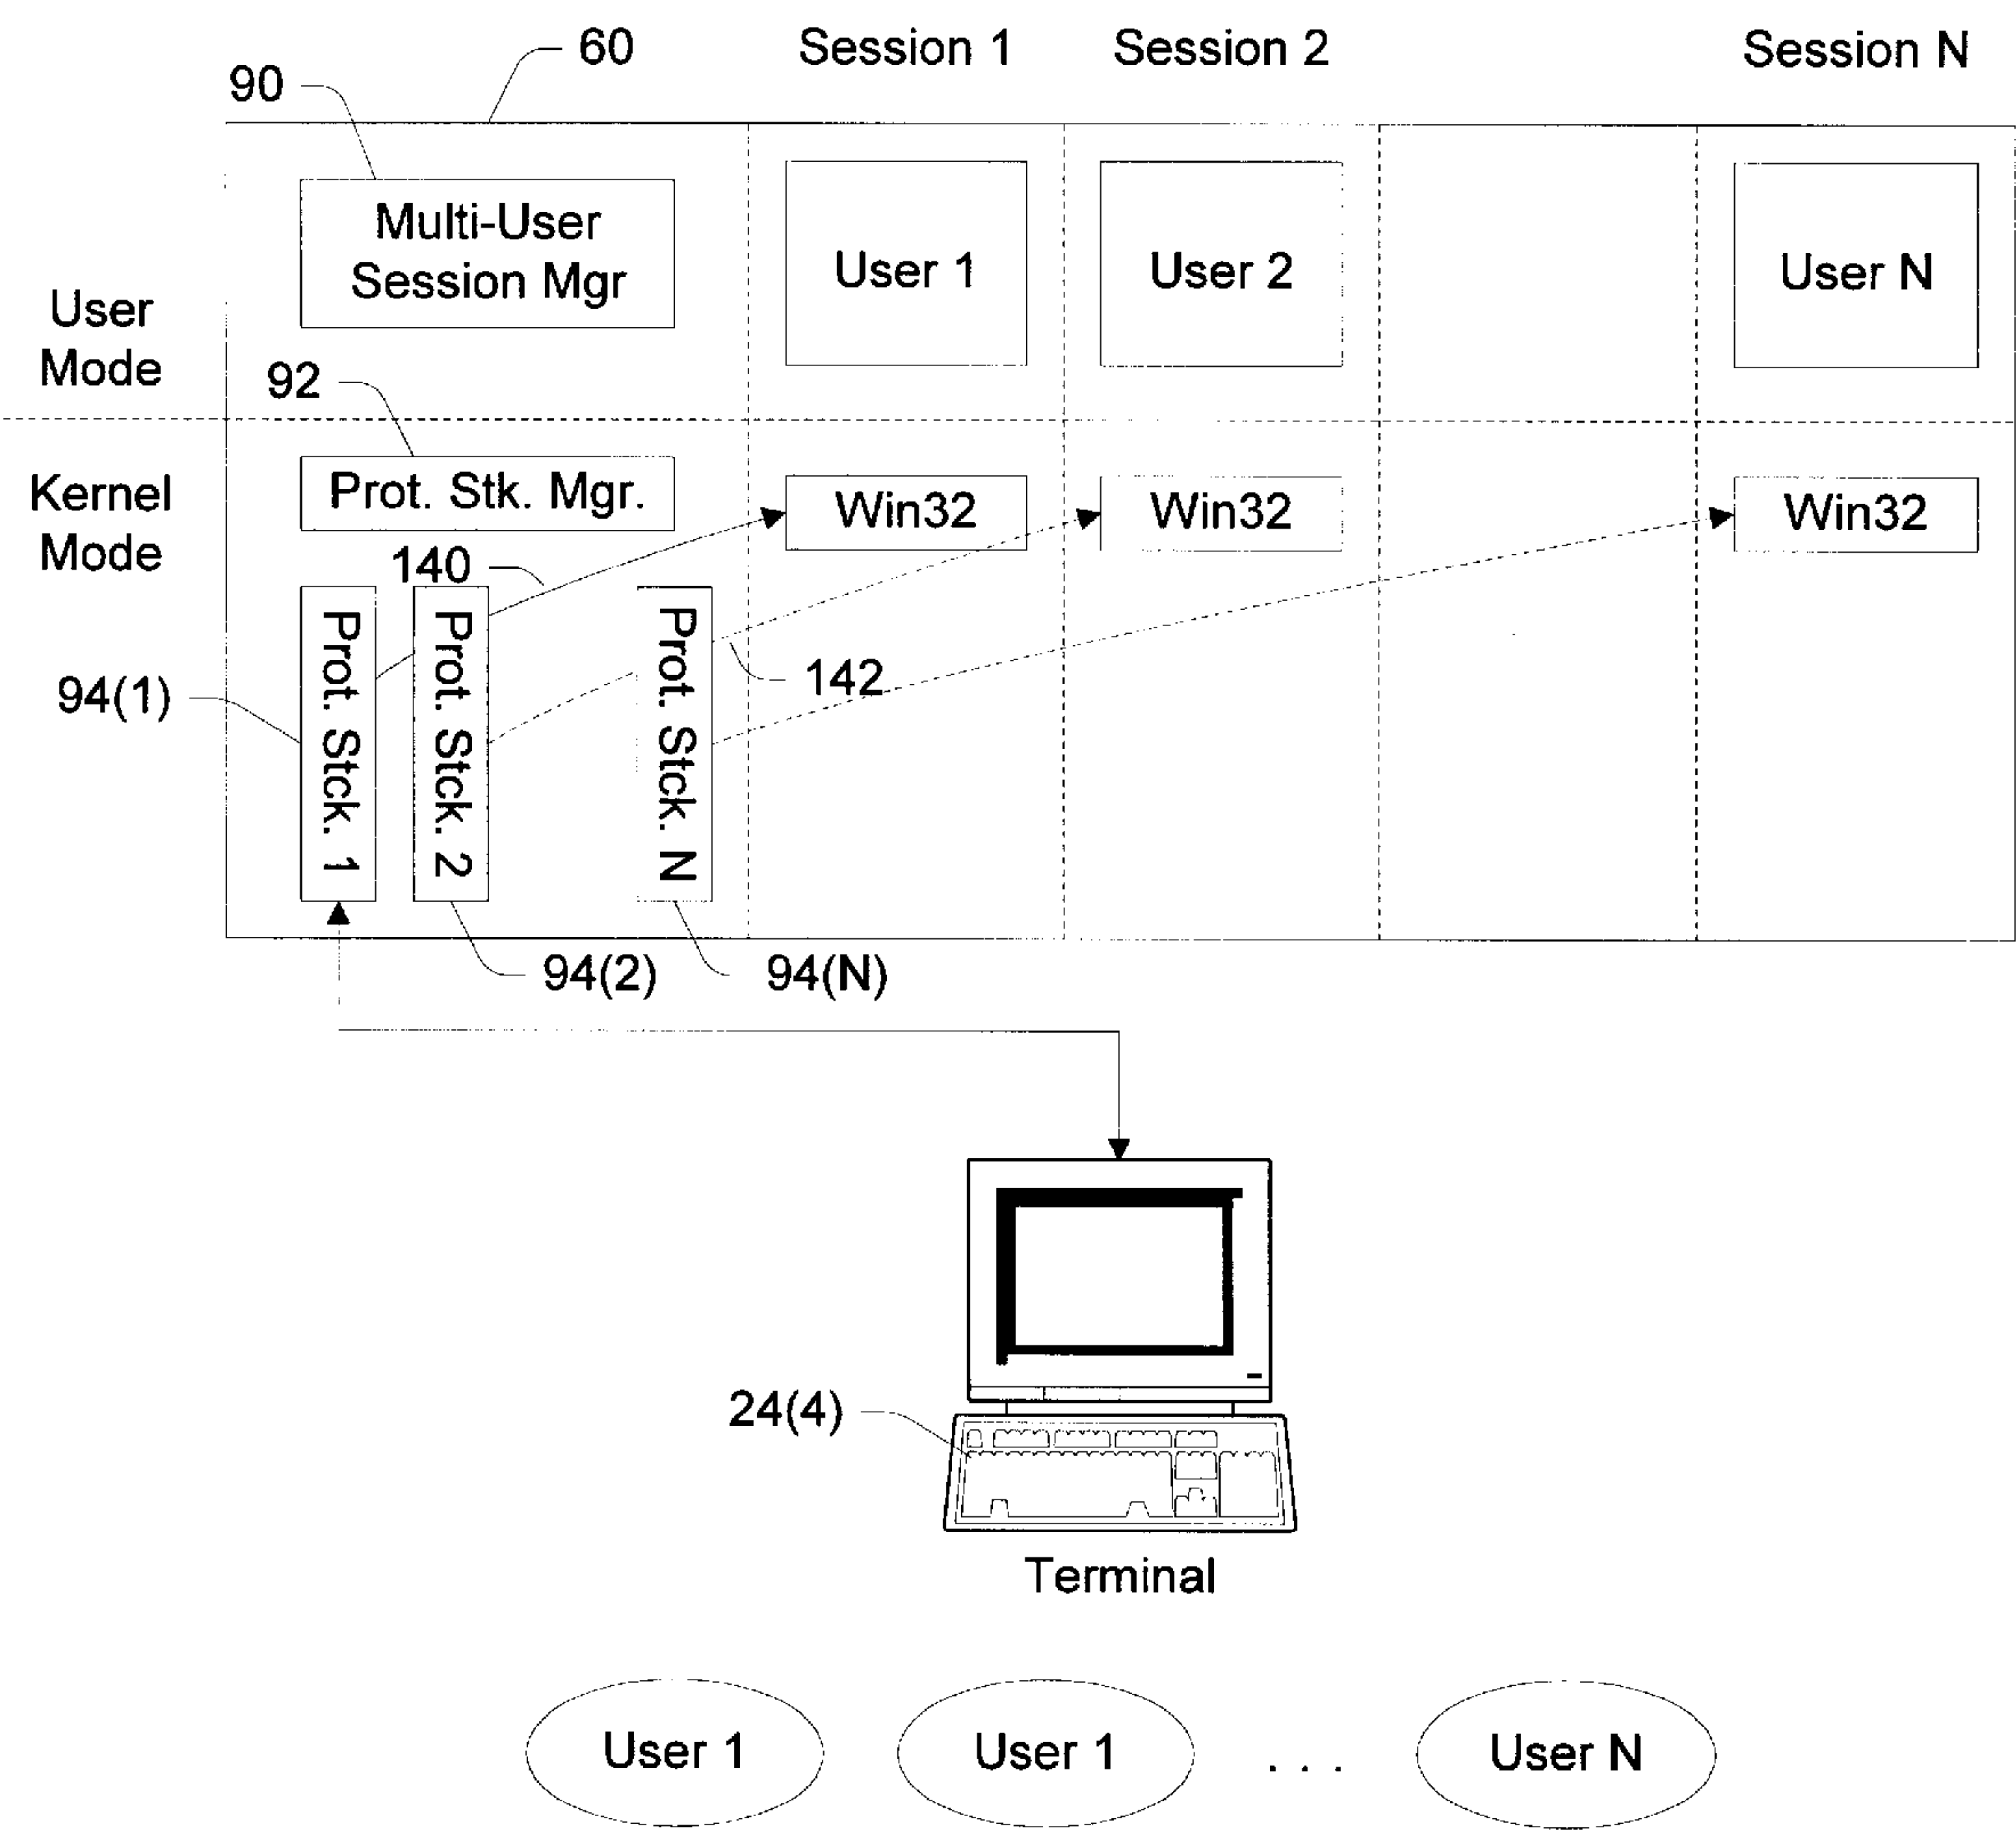 60
Session 1
Session 2
Session N
90
Multi-User
Session Mgr
User 1
User 2
User N
User
Mode
92
Kernel
Mode
Prot. Stk. Mgr.
Win32
Win32
Win32
140
Prot. Stck. 1
Prot. Stck. 2
Prot. Stck. N
94(1)
142
94(2)
94(N)
24(4)
Terminal
User 1
User 1
. . .
User N